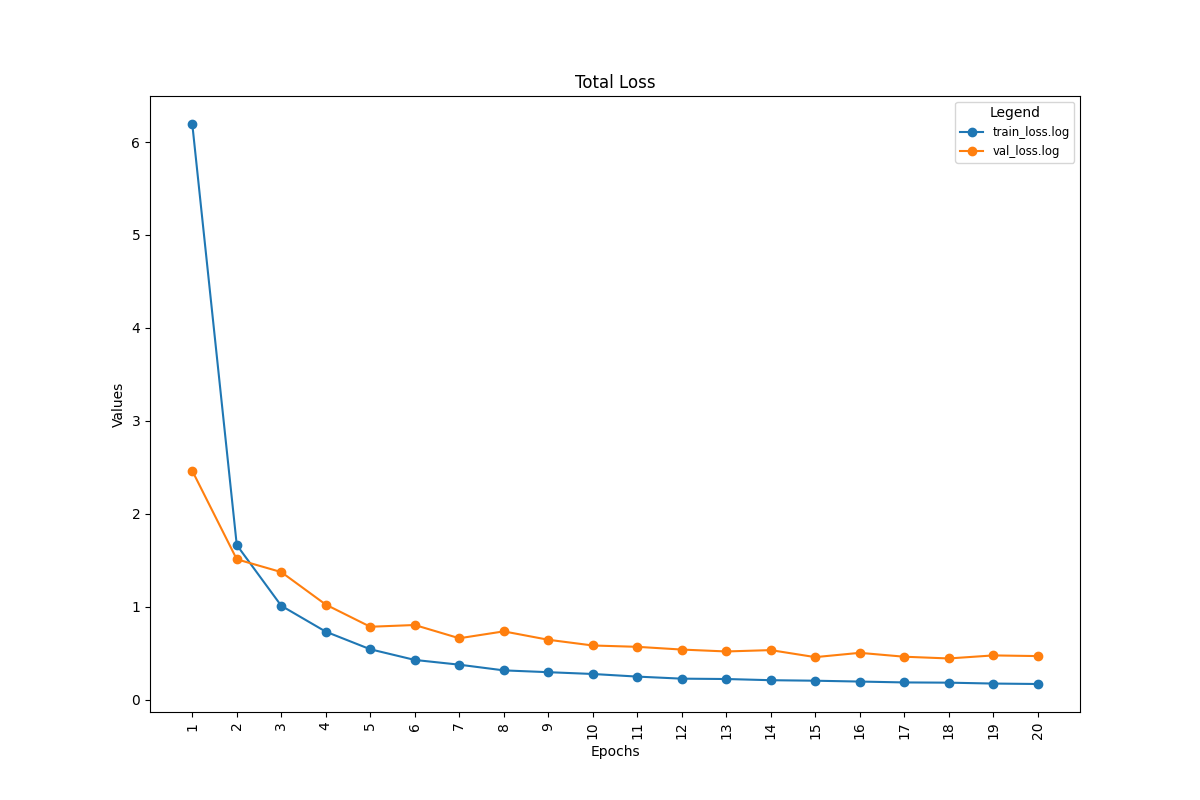 Total Loss
Legend
train_loss.log
val_loss.log
Values
6
5
4
3
2
1
0
1 2 3 4 5 6 7 8 9 10 11 12 13 14 15 16 17 18 19 20
Epochs